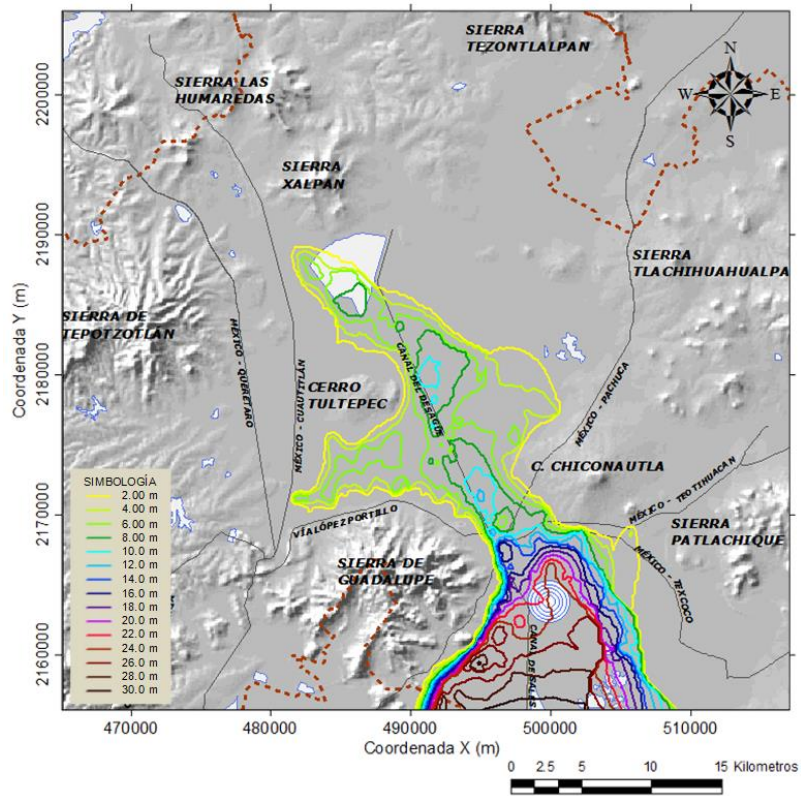 SIERRA
TEZONTLALPAN
N
W
E
S
SIERRA LAS
HUMAREDAS
SIERRA
XALPAN
SIERRA
TLACHIHUAHUALPA
SIERRA DE
TEPOTZOTLÁN
MÉXICO - QUERÉTARO
MÉXICO - CUAUTITLÁN
CERRO
TULTEPEC
CANAL DEL DESAGÜE
MÉXICO - PACHUCA
C. CHICONAUTLA
MÉXICO - TEOTIHUACAN
VÍA LÓPEZ PORTILLO
SIERRA
PATLACHIQUE
SIERRA DE
GUADALUPE
MÉXICO - TEXCOCO
CANAL DE SALAS
SIMBOLOGÍA
2.00 m
4.00 m
6.00 m
8.00 m
10.0 m
12.0 m
14.0 m
16.0 m
18.0 m
20.0 m
22.0 m
24.0 m
26.0 m
28.0 m
30.0 m
Coordenada Y (m)
2200000
2190000
2180000
2170000
2160000
470000
480000
490000
500000
510000
Coordenada X (m)
0 2.5 5 10 15 Kilometros